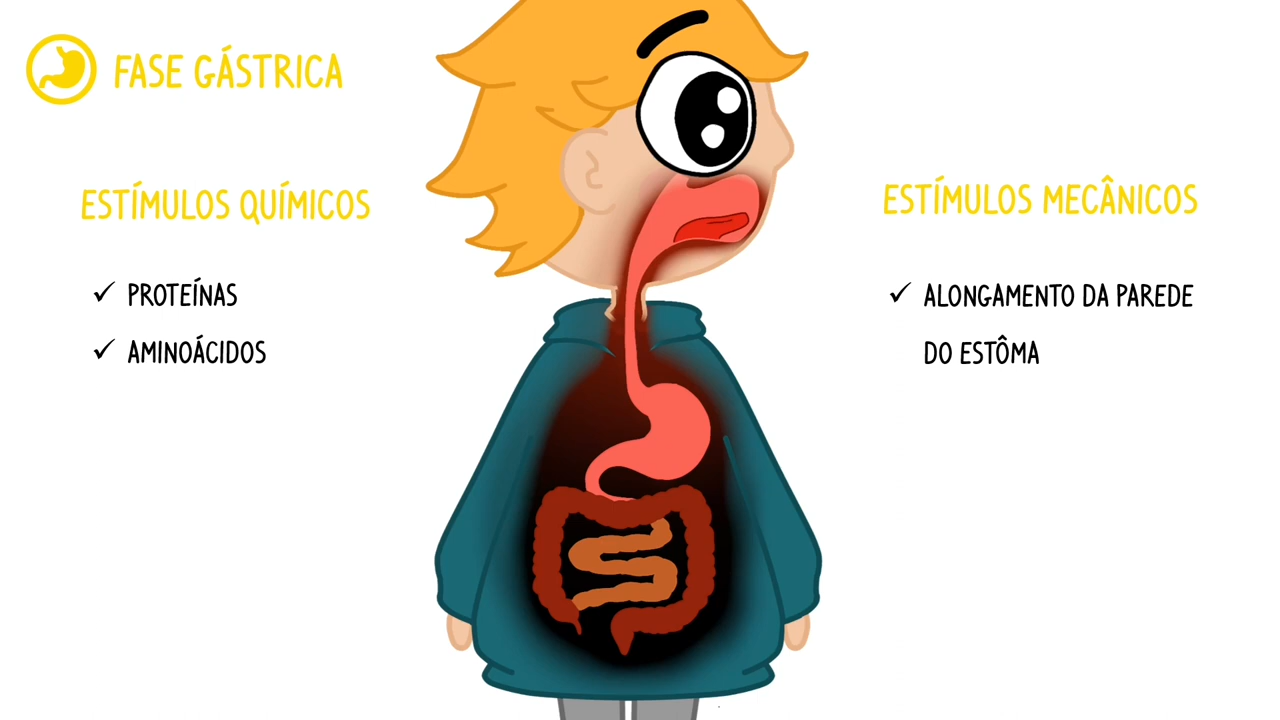 FASE GÁSTRICA
ESTÍMULOS QUÍMICOS
✓ PROTEÍNAS
✓ AMINOÁCIDOS
ESTÍMULOS MECÂNICOS
✓ ALONGAMENTO DA PAREDE
DO ESTÔMA